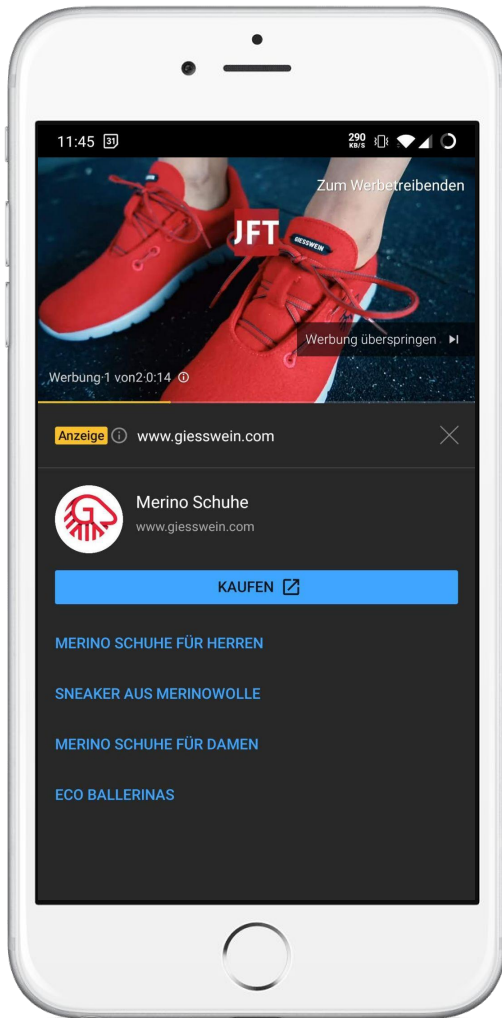 11:45 31
290
KB/S
Zum Werbetreibenden
JFT
GIESSWEIN
Werbung überspringen
Werbung·1 von2·0:14
Anzeige www.giesswein.com
Merino Schuhe
www.giesswein.com
KAUFEN
MERINO SCHUHE FÜR HERREN
SNEAKER AUS MERINOWOLLE
MERINO SCHUHE FÜR DAMEN
ECO BALLERINAS